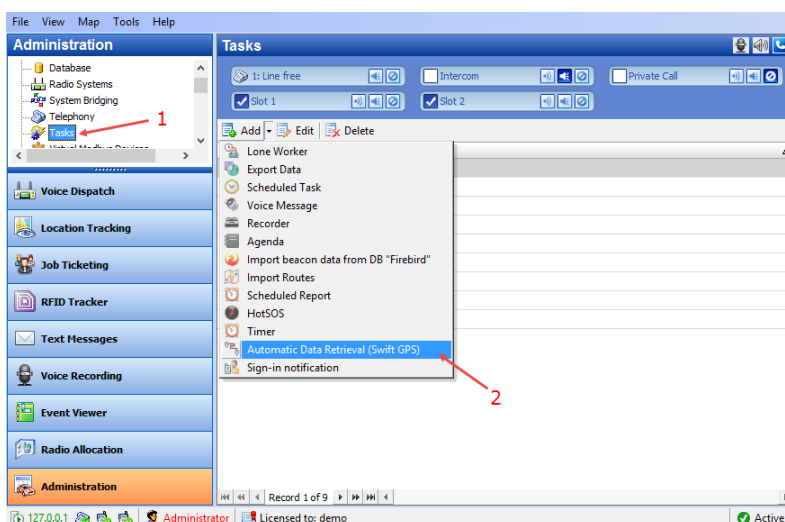 File View Map Tools Help
Administration
Database
Radio Systems
System Bridging
Telephony
Tasks
Virtual Modbus Devices
1
Voice Dispatch
Location Tracking
Job Ticketing
RFID Tracker
Text Messages
Voice Recording
Event Viewer
Radio Allocation
Administration
Tasks
1: Line free
Intercom
Private Call
Slot 1
Slot 2
Add Edit Delete
Lone Worker
Export Data
Scheduled Task
Voice Message
Recorder
Agenda
Import beacon data from DB "Firebird"
Import Routes
Scheduled Report
HotSOS
Timer
Automatic Data Retrieval (Swift GPS)
Sign-in notification
2
Record 1 of 9
127.0.0.1 Administrator Licensed to: demo Active